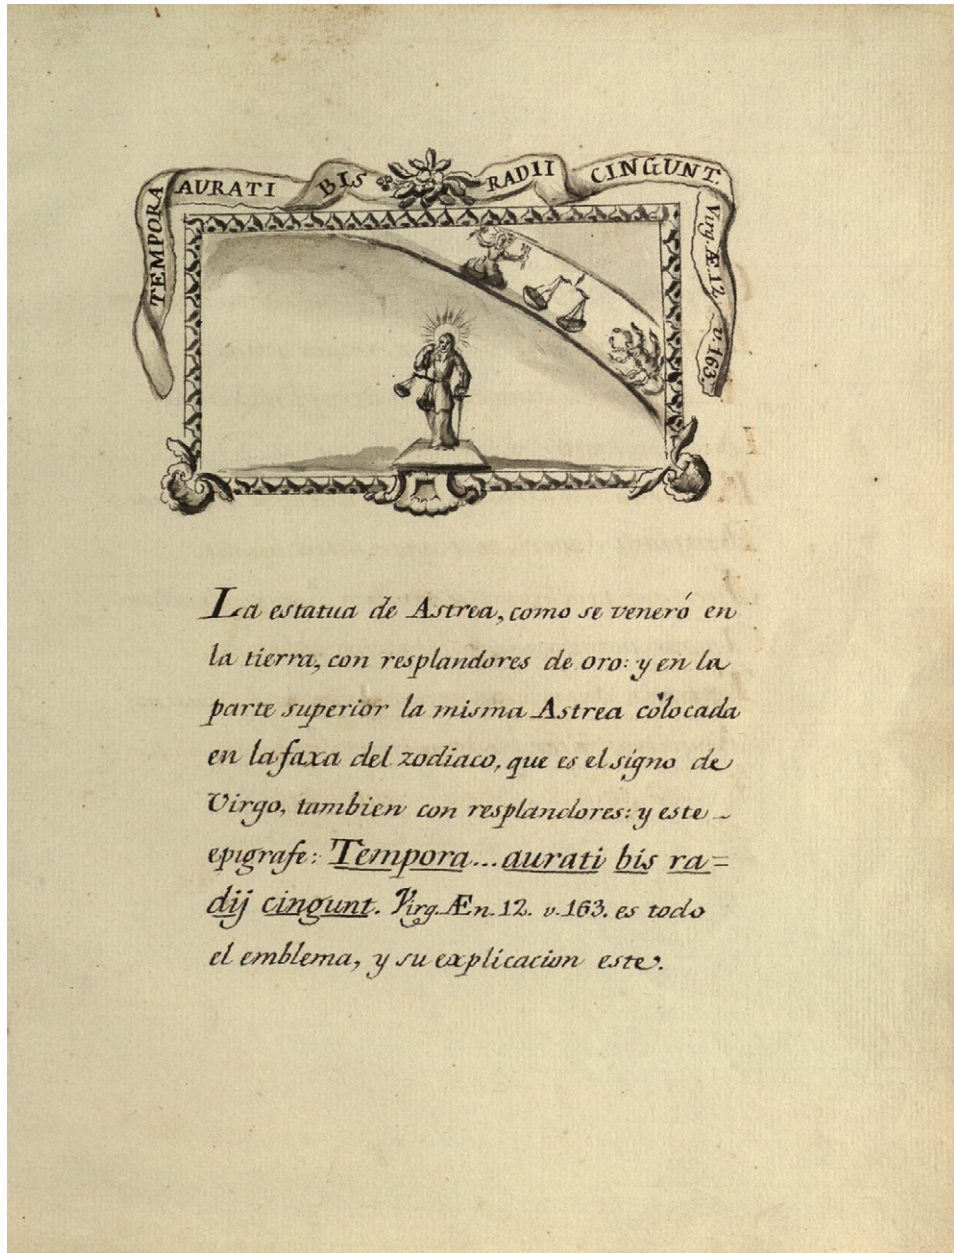 TEMPORA AURATI BIS RADII CINGUNT.
Virg. Æ. 12. v. 163.
La estatua de Astrea, como se veneró en
la tierra, con resplandores de oro: y en la
parte superior la misma Astrea colocada
en la faxa del zodiaco, que es el signo de
Virgo, tambien con resplandores: y este
epigrafe: Tempora... aurati bis ra=
dij cingunt. Virg. Æn. 12. v. 163. es todo
el emblema, y su explicacion este.